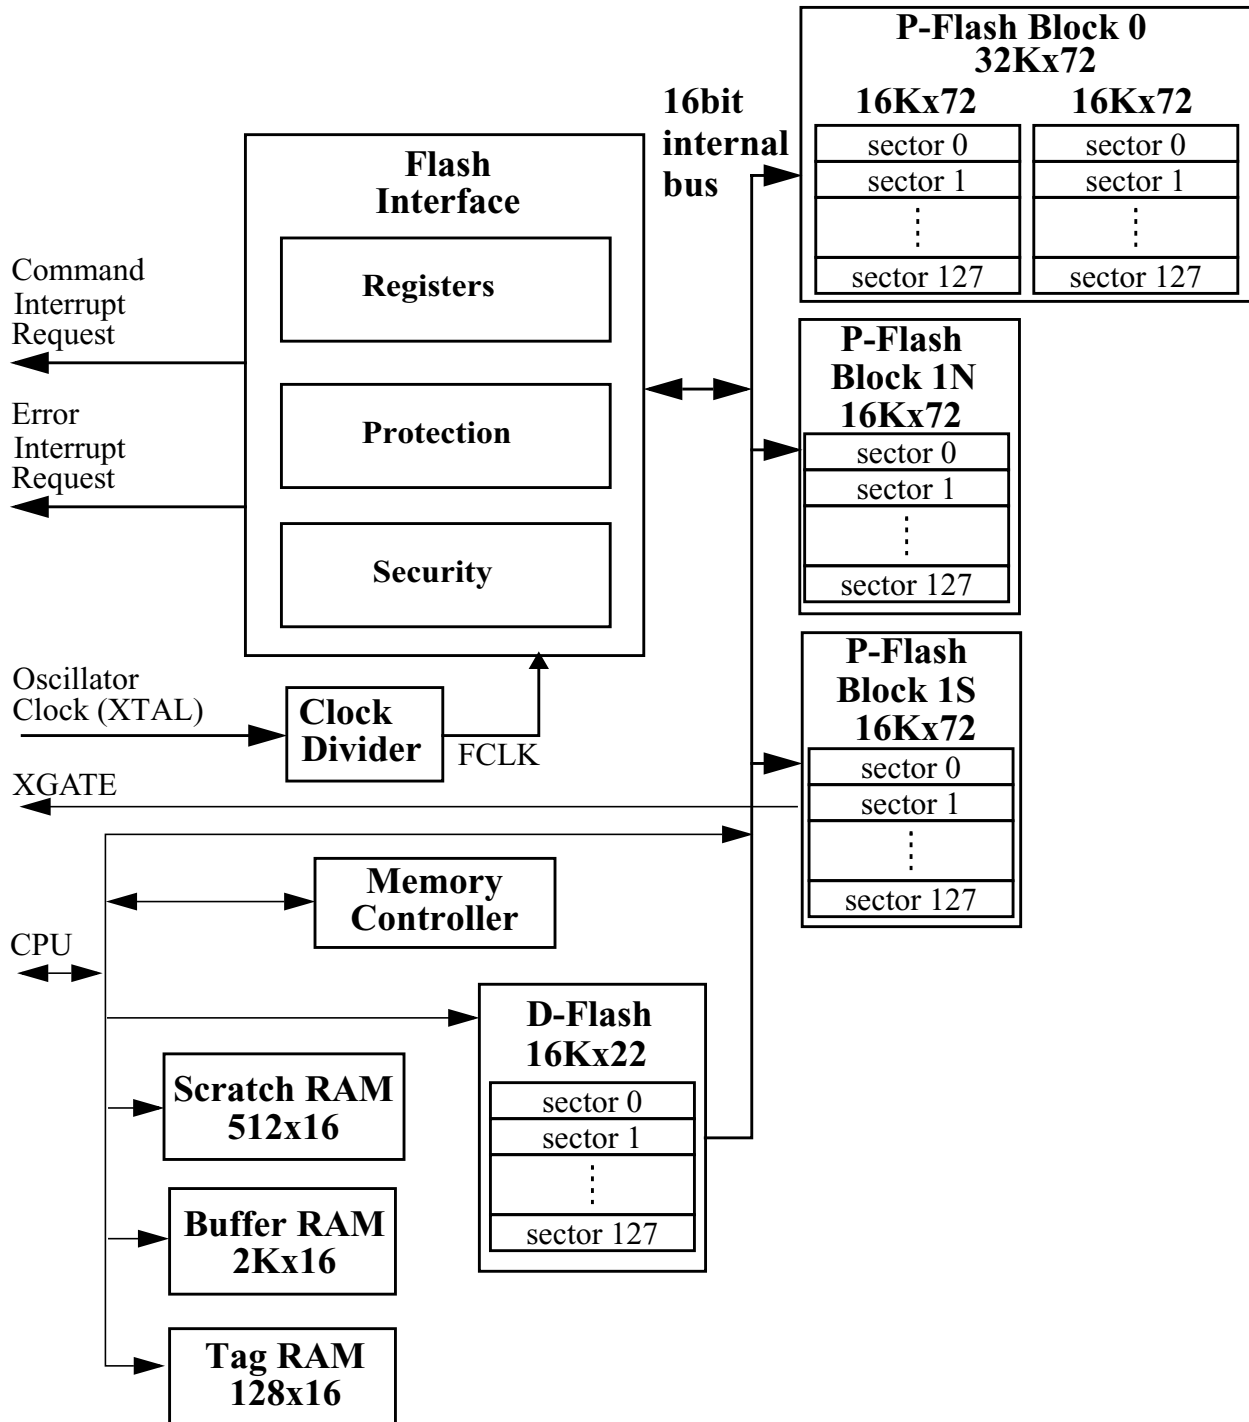 P-Flash Block 0
32Kx72
16Kx72
16Kx72
sector 0
sector 0
sector 1
sector 1
sector 127
sector 127
16bit
internal
bus
Flash
Interface
Registers
Protection
Security
Command
Interrupt
Request
Error
Interrupt
Request
P-Flash
Block 1N
16Kx72
sector 0
sector 1
sector 127
Oscillator
Clock (XTAL)
Clock
Divider
FCLK
P-Flash
Block 1S
16Kx72
sector 0
sector 1
sector 127
XGATE
Memory
Controller
CPU
D-Flash
16Kx22
sector 0
sector 1
sector 127
Scratch RAM
512x16
Buffer RAM
2Kx16
Tag RAM
128x16